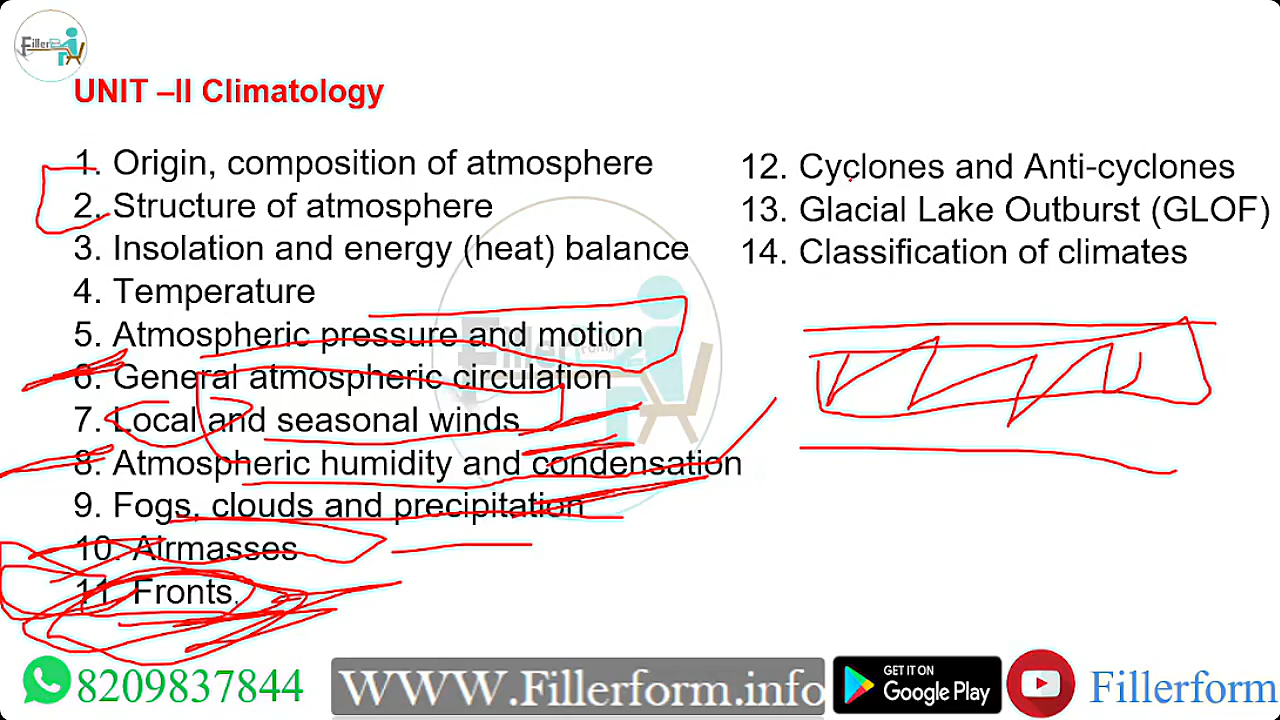 Filler
UNIT –II Climatology
1. Origin, composition of atmosphere
2. Structure of atmosphere
3. Insolation and energy (heat) balance
4. Temperature
5. Atmospheric pressure and motion
6. General atmospheric circulation
7. Local and seasonal winds
8. Atmospheric humidity and condensation
9. Fogs, clouds and precipitation
10. Airmasses
11. Fronts.
12. Cyclones and Anti-cyclones
13. Glacial Lake Outburst (GLOF)
14. Classification of climates
Filler form
8209837844
WWW.Fillerform.info
GET IT ON
Google Play
Fillerform